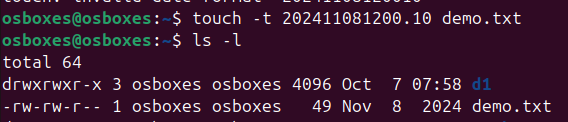 osboxes@osboxes:~$ touch -t 202411081200.10 demo.txt
osboxes@osboxes:~$ ls -l
total 64
drwxrwxr-x 3 osboxes osboxes 4096 Oct  7 07:58 d1
-rw-rw-r-- 1 osboxes osboxes   49 Nov  8  2024 demo.txt